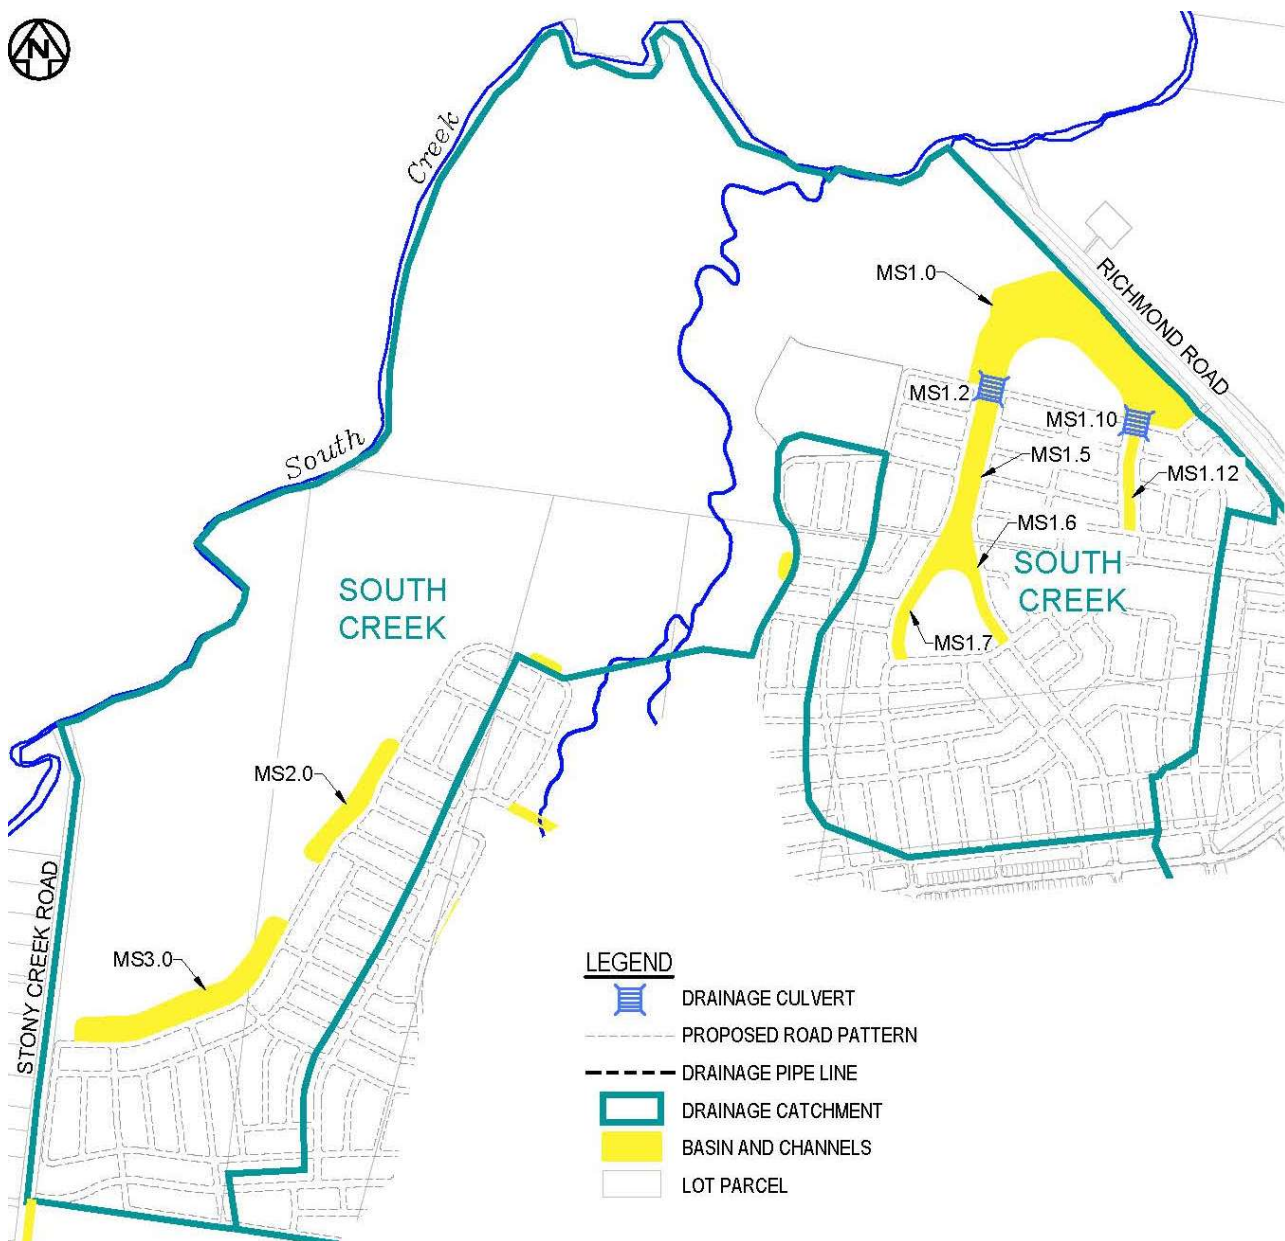 N
Creek
South
RICHMOND ROAD
MS1.0
MS1.2
MS1.10
MS1.5
MS1.12
MS1.6
SOUTH
CREEK
MS1.7
SOUTH
CREEK
MS2.0
MS3.0
STONY CREEK ROAD
LEGEND
DRAINAGE CULVERT
PROPOSED ROAD PATTERN
DRAINAGE PIPE LINE
DRAINAGE CATCHMENT
BASIN AND CHANNELS
LOT PARCEL